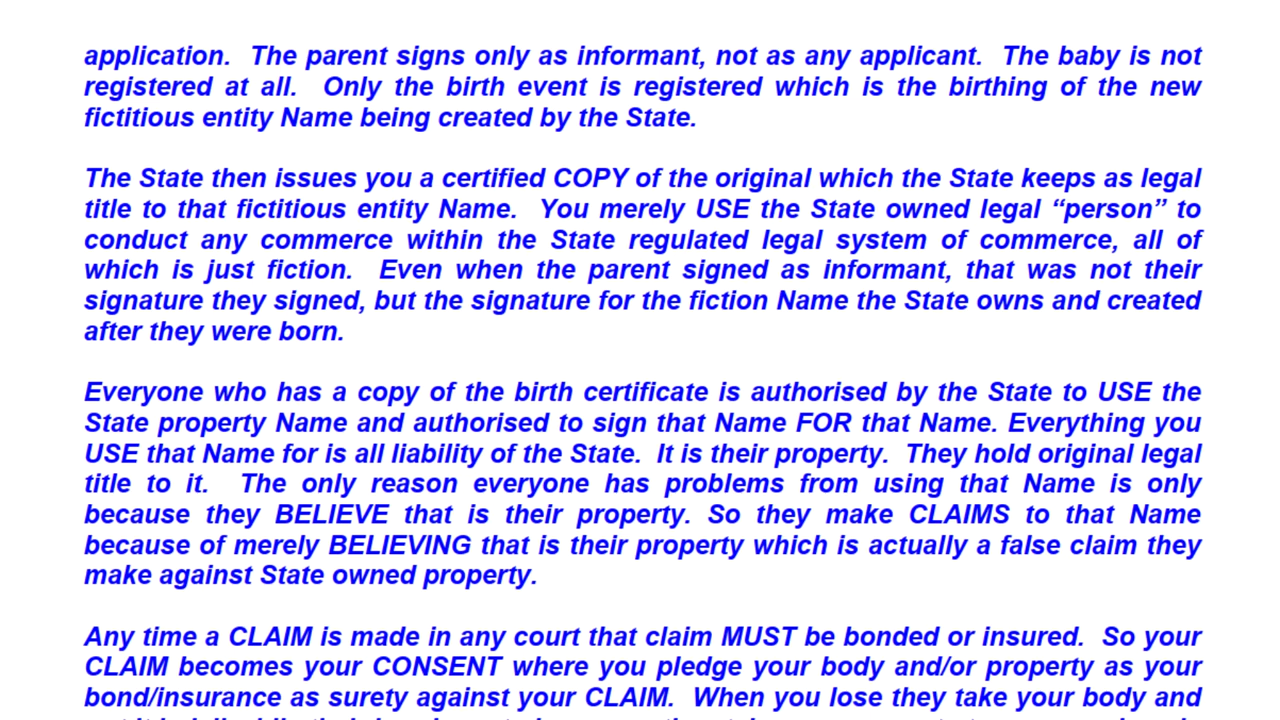 application. The parent signs only as informant, not as any applicant. The baby is not
registered at all. Only the birth event is registered which is the birthing of the new
fictitious entity Name being created by the State.
The State then issues you a certified COPY of the original which the State keeps as legal
title to that fictitious entity Name. You merely USE the State owned legal “person” to
conduct any commerce within the State regulated legal system of commerce, all of
which is just fiction. Even when the parent signed as informant, that was not their
signature they signed, but the signature for the fiction Name the State owns and created
after they were born.
Everyone who has a copy of the birth certificate is authorised by the State to USE the
State property Name and authorised to sign that Name FOR that Name. Everything you
USE that Name for is all liability of the State. It is their property. They hold original legal
title to it. The only reason everyone has problems from using that Name is only
because they BELIEVE that is their property. So they make CLAIMS to that Name
because of merely BELIEVING that is their property which is actually a false claim they
make against State owned property.
Any time a CLAIM is made in any court that claim MUST be bonded or insured. So your
CLAIM becomes your CONSENT where you pledge your body and/or property as your
bond/insurance as surety against your CLAIM. When you lose they take your body and